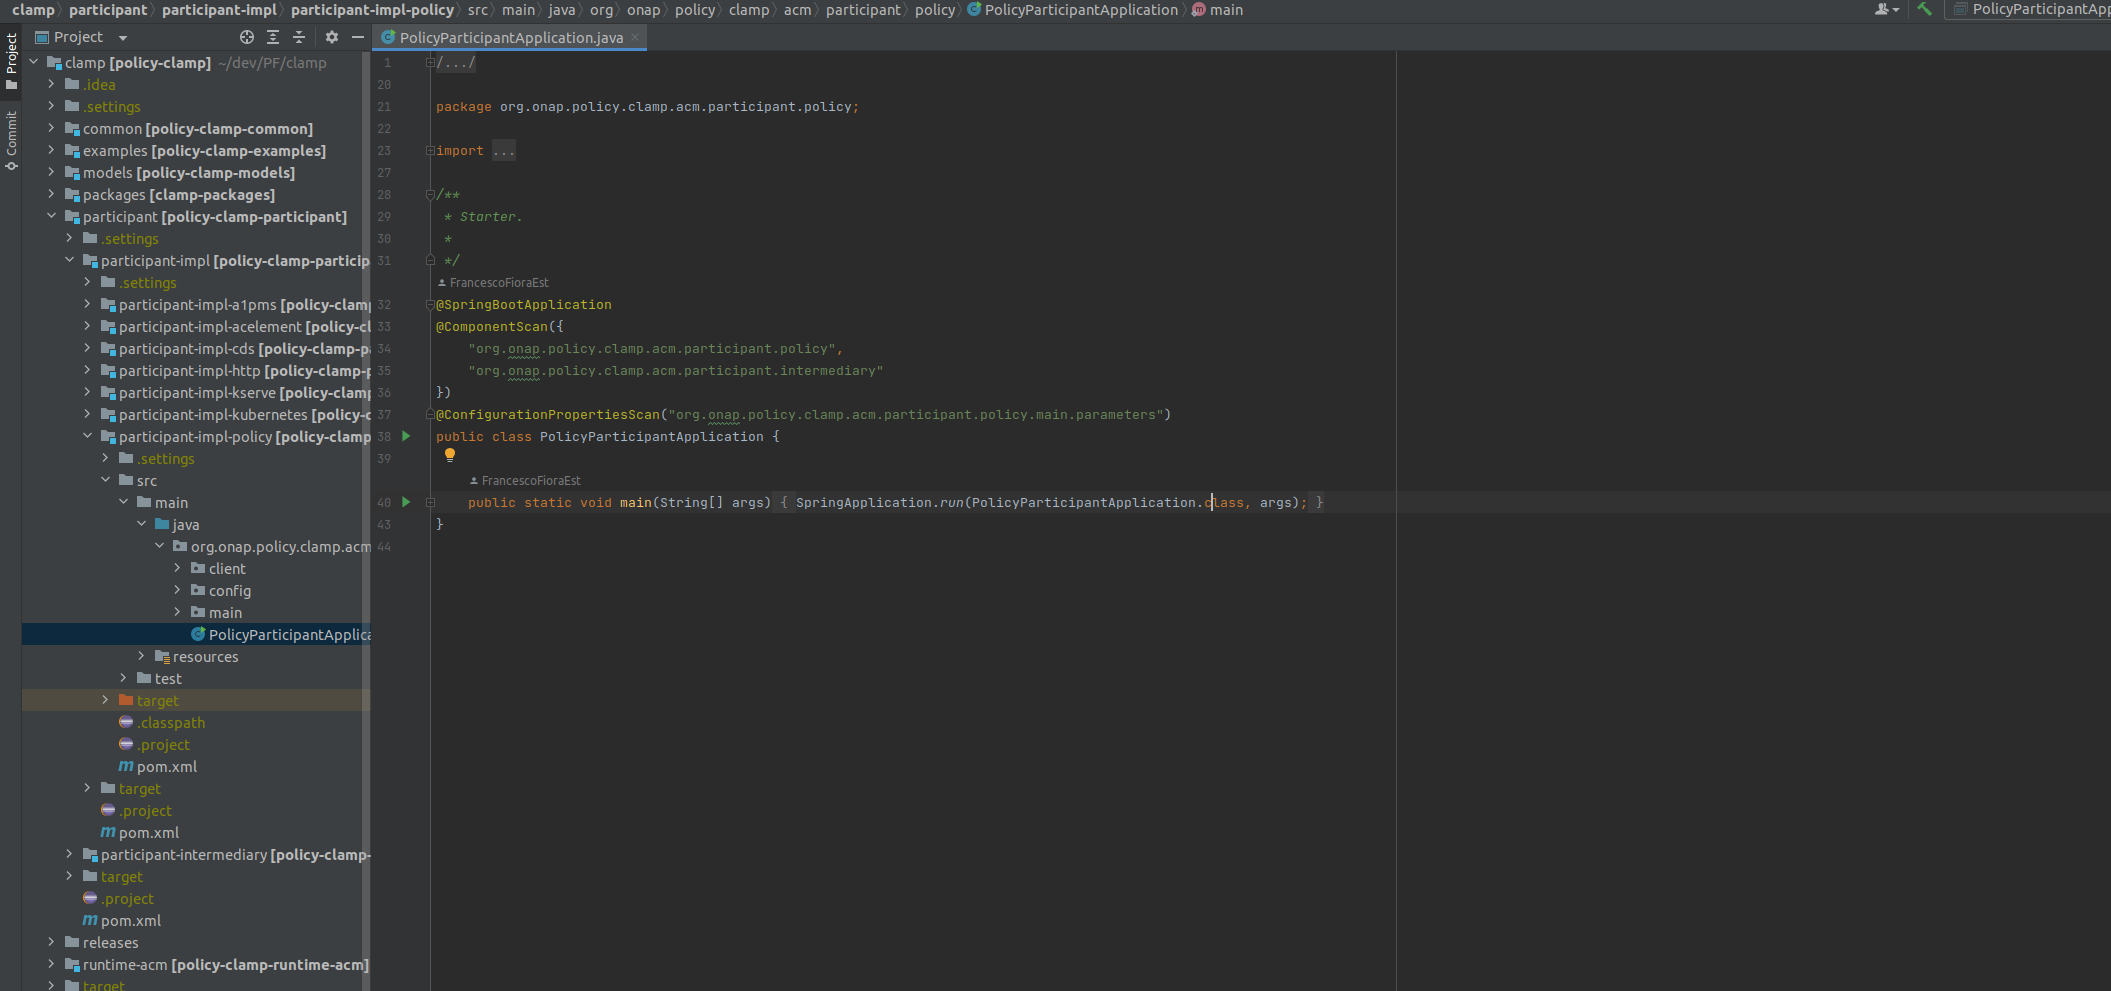 clamp participant participant-impl participant-impl-policy src main java org onap policy clamp acm participant policy PolicyParticipantApplication main PolicyParticipantApp
Project
PolicyParticipantApplication.java
Project
Commit
clamp [policy-clamp] ~/dev/PF/clamp
.idea
.settings
common [policy-clamp-common]
examples [policy-clamp-examples]
models [policy-clamp-models]
packages [clamp-packages]
participant [policy-clamp-participant]
.settings
participant-impl [policy-clamp-particip
.settings
participant-impl-a1pms [policy-clam
participant-impl-acelement [policy-cl
participant-impl-cds [policy-clamp-p
participant-impl-http [policy-clamp-p
participant-impl-kserve [policy-clam
participant-impl-kubernetes [policy-c
participant-impl-policy [policy-clamp
.settings
src
main
java
org.onap.policy.clamp.acm
client
config
main
PolicyParticipantApplica
resources
test
target
.classpath
.project
pom.xml
target
.project
pom.xml
participant-intermediary [policy-clamp-
target
.project
pom.xml
releases
runtime-acm [policy-clamp-runtime-acm]
target
1 /.../
20
21 package org.onap.policy.clamp.acm.participant.policy;
22
23 import ...
27
28 /**
29 * Starter.
30 *
31 */
FrancescoFioraEst
32 @SpringBootApplication
33 @ComponentScan({
34 "org.onap.policy.clamp.acm.participant.policy",
35 "org.onap.policy.clamp.acm.participant.intermediary"
36 })
37 @ConfigurationPropertiesScan("org.onap.policy.clamp.acm.participant.policy.main.parameters")
38 public class PolicyParticipantApplication {
39
FrancescoFioraEst
40 public static void main(String[] args) { SpringApplication.run(PolicyParticipantApplication.class, args); }
43 }
44